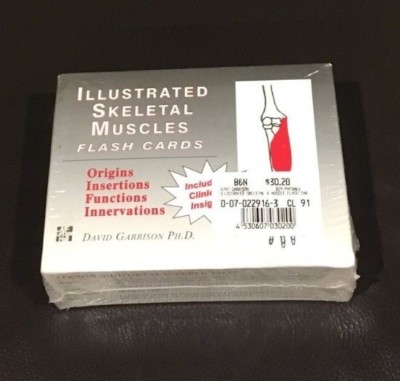 ILLUSTRATED
SKELETAL
MUSCLES
FLASH CARDS
Origins
Insertions
Functions
Innervations
Includ
Clini
Insig
DAVID GARRISON PH.D.
B6N $30.20
0-07-022916-3 CL 91
4530607030200